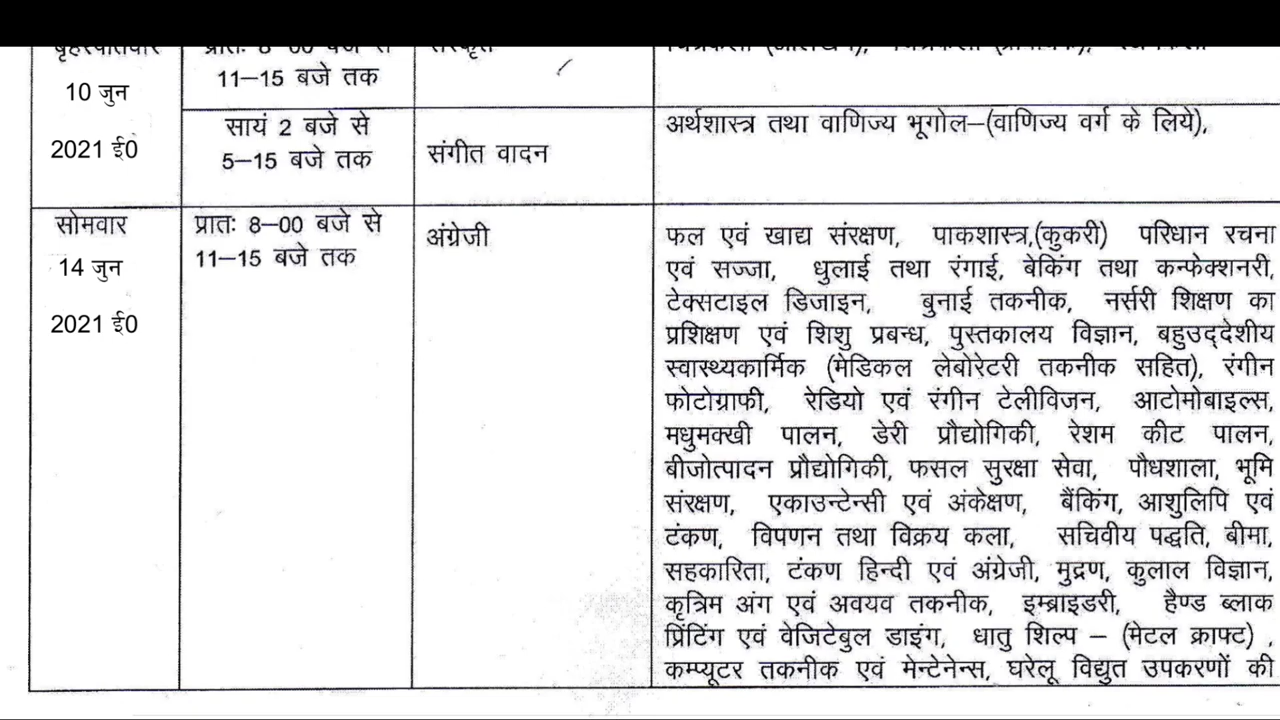 11–15 बजे तक
10 जुन
2021 ई0
सायं 2 बजे से
5–15 बजे तक
संगीत वादन
अर्थशास्त्र तथा वाणिज्य भूगोल–(वाणिज्य वर्ग के लिये),
सोमवार
14 जुन
2021 ई0
प्रातः 8–00 बजे से
11–15 बजे तक
अंग्रेजी
फल एवं खाद्य संरक्षण, पाकशास्त्र,(कुकरी) परिधान रचना
एवं सज्जा, धुलाई तथा रंगाई, बेकिंग तथा कन्फेक्शनरी,
टेक्सटाइल डिजाइन, बुनाई तकनीक, नर्सरी शिक्षण का
प्रशिक्षण एवं शिशु प्रबन्ध, पुस्तकालय विज्ञान, बहुउद्देशीय
स्वास्थ्यकार्मिक (मेडिकल लेबोरेटरी तकनीक सहित), रंगीन
फोटोग्राफी, रेडियो एवं रंगीन टेलीविजन, आटोमोबाइल्स,
मधुमक्खी पालन, डेरी प्रौद्योगिकी, रेशम कीट पालन,
बीजोत्पादन प्रौद्योगिकी, फसल सुरक्षा सेवा, पौधशाला, भूमि
संरक्षण, एकाउन्टेन्सी एवं अंकेक्षण, बैंकिंग, आशुलिपि एवं
टंकण, विपणन तथा विक्रय कला, सचिवीय पद्धति, बीमा,
सहकारिता, टंकण हिन्दी एवं अंग्रेजी, मुद्रण, कुलाल विज्ञान,
कृत्रिम अंग एवं अवयव तकनीक, इम्ब्राइडरी, हैण्ड ब्लाक
प्रिंटिंग एवं वेजिटेबुल डाइंग, धातु शिल्प – (मेटल क्राफ्ट) ,
कम्प्यूटर तकनीक एवं मेन्टेनेन्स, घरेलू विद्युत उपकरणों की